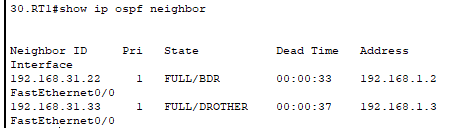 30.RT1#show ip ospf neighbor
Neighbor ID Pri State Dead Time Address
Interface
192.168.31.22 1 FULL/BDR 00:00:33 192.168.1.2
FastEthernet0/0
192.168.31.33 1 FULL/DROTHER 00:00:37 192.168.1.3
FastEthernet0/0